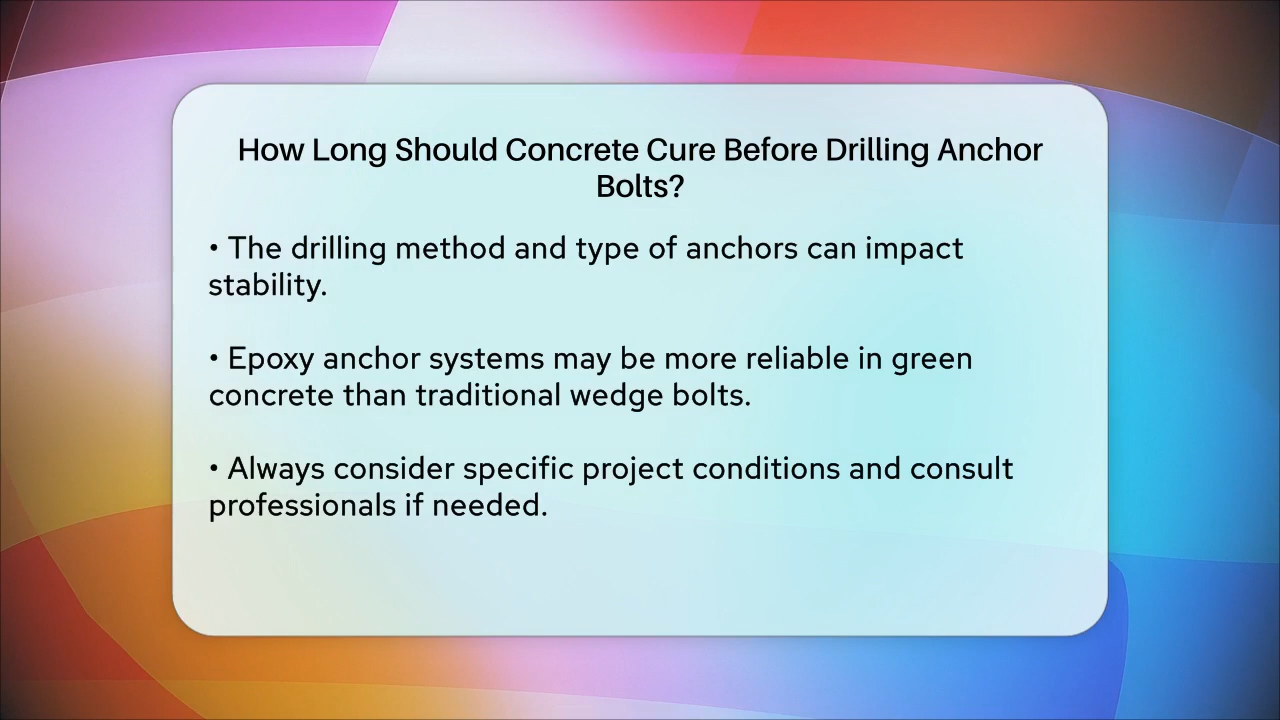 How Long Should Concrete Cure Before Drilling Anchor
Bolts?
• The drilling method and type of anchors can impact
stability.
• Epoxy anchor systems may be more reliable in green
concrete than traditional wedge bolts.
• Always consider specific project conditions and consult
professionals if needed.